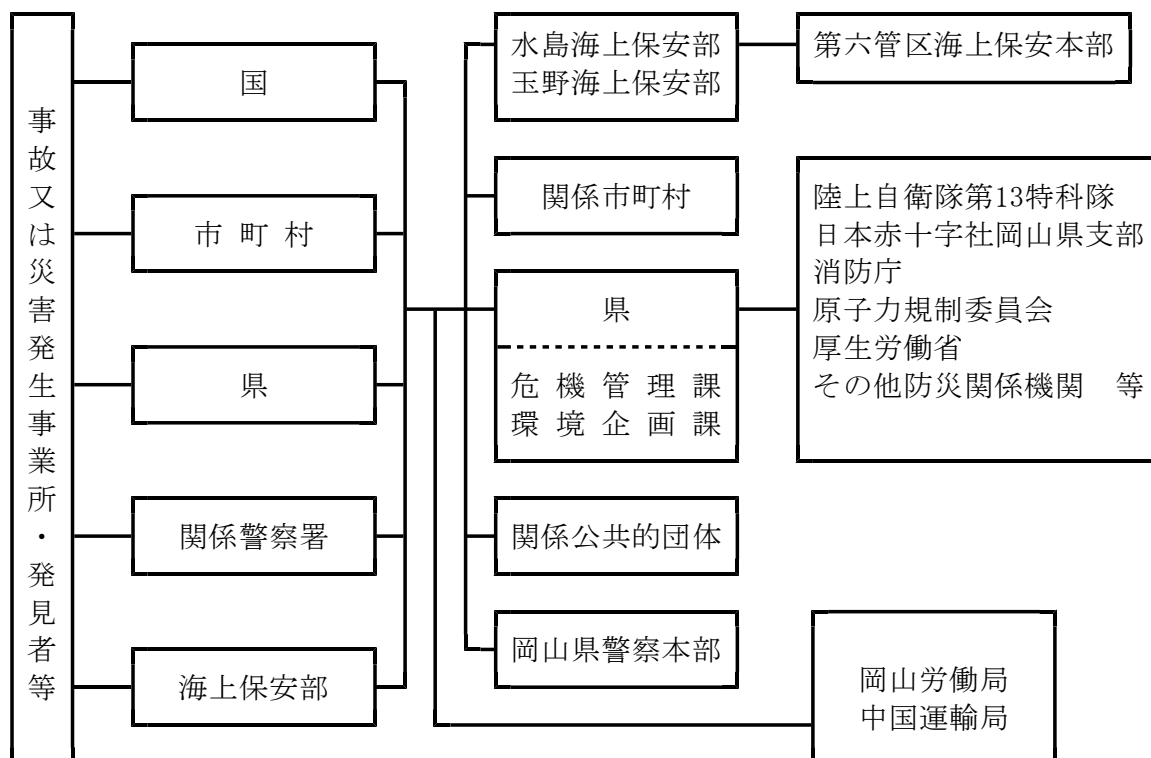 事故又は災害発生事業所・発見者等
国
市 町 村
県
関係警察署
海上保安部
水島海上保安部
玉野海上保安部
関係市町村
県
危 機 管 理 課
環 境 企 画 課
関係公共的団体
岡山県警察本部
第六管区海上保安本部
陸上自衛隊第13特科隊
日本赤十字社岡山県支部
消防庁
原子力規制委員会
厚生労働省
その他防災関係機関　等
岡山労働局
中国運輸局